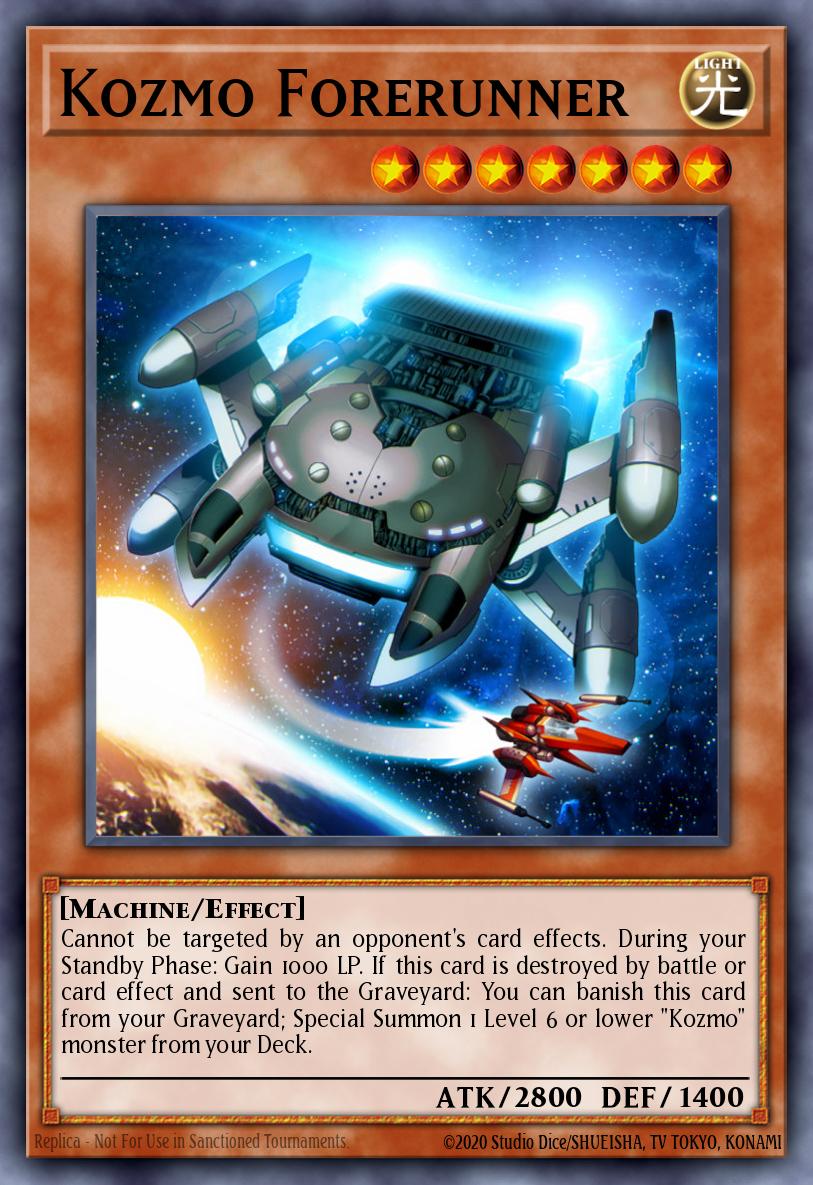 Kozmo Forerunner
LIGHT
光
[Machine/Effect]
Cannot be targeted by an opponent's card effects. During your
Standby Phase: Gain 1000 LP. If this card is destroyed by battle or
card effect and sent to the Graveyard: You can banish this card
from your Graveyard; Special Summon 1 Level 6 or lower "Kozmo"
monster from your Deck.
ATK/2800 DEF/1400
Replica - Not For Use in Sanctioned Tournaments.
©2020 Studio Dice/SHUEISHA, TV TOKYO, KONAMI